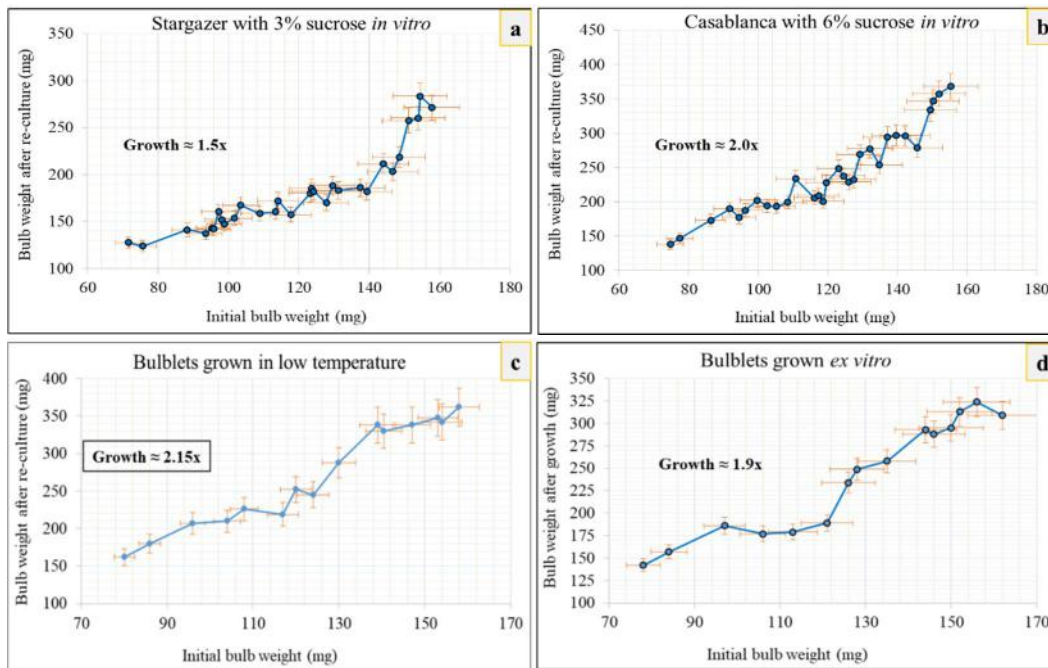 Stargazer with 3% sucrose in vitro
a
Bulb weight after re-culture (mg)
350
300
250
200
150
100
Growth ≈ 1.5x
60 80 100 120 140 160 180
Initial bulb weight (mg)
Casablanca with 6% sucrose in vitro
b
Bulb weight after re-culture (mg)
450
400
350
300
250
200
150
100
Growth ≈ 2.0x
60 80 100 120 140 160 180
Initial bulb weight (mg)
Bulblets grown in low temperature
c
Bulb weight after re-culture (mg)
400
350
300
250
200
150
100
Growth ≈ 2.15x
70 90 110 130 150 170
Initial bulb weight (mg)
Bulblets grown ex vitro
d
Bulb weight after growth (mg)
350
325
300
275
250
225
200
175
150
125
100
Growth ≈ 1.9x
70 90 110 130 150 170
Initial bulb weight (mg)